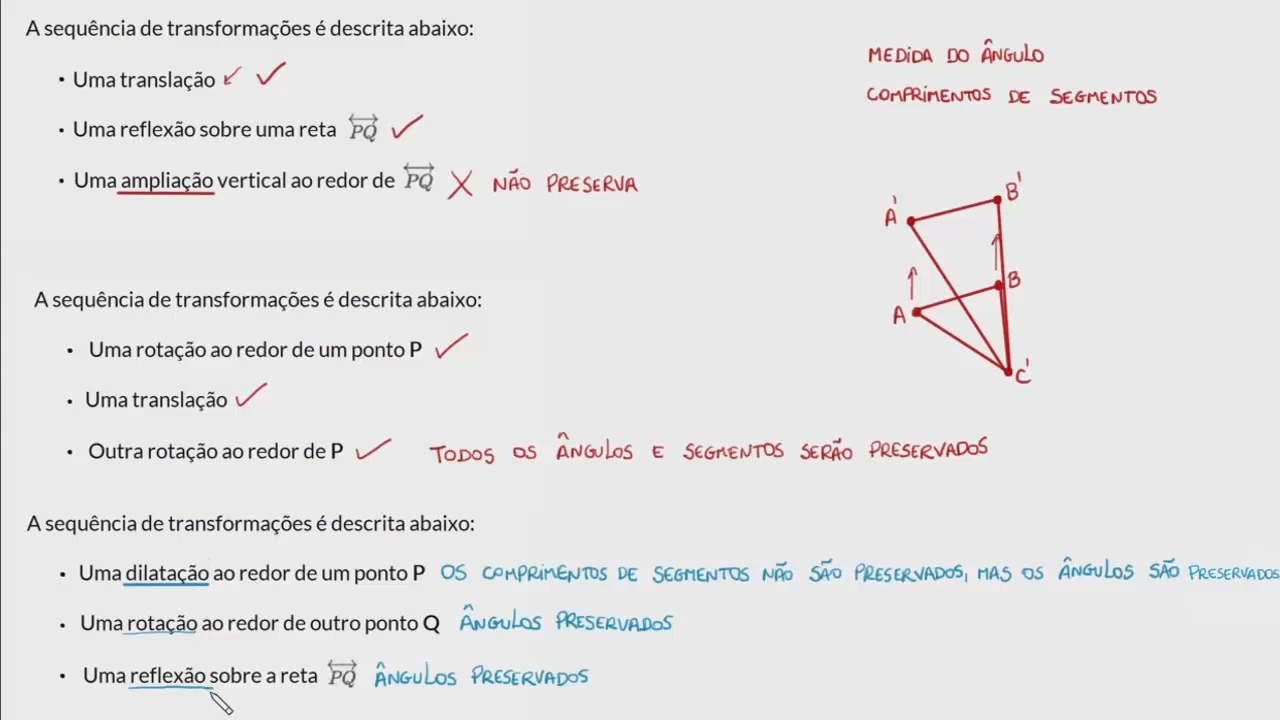 A sequência de transformações é descrita abaixo:
• Uma translação
• Uma reflexão sobre uma reta PQ
• Uma ampliação vertical ao redor de PQ NÃO PRESERVA
MEDIDA DO ÂNGULO
COMPRIMENTOS DE SEGMENTOS
A' B'
A B
C'
A sequência de transformações é descrita abaixo:
• Uma rotação ao redor de um ponto P
• Uma translação
• Outra rotação ao redor de P TODOS OS ÂNGULOS E SEGMENTOS SERÃO PRESERVADOS
A sequência de transformações é descrita abaixo:
• Uma dilatação ao redor de um ponto P OS COMPRIMENTOS DE SEGMENTOS NÃO SÃO PRESERVADOS, MAS OS ÂNGULOS SÃO PRESERVADOS
• Uma rotação ao redor de outro ponto Q ÂNGULOS PRESERVADOS
• Uma reflexão sobre a reta PQ ÂNGULOS PRESERVADOS